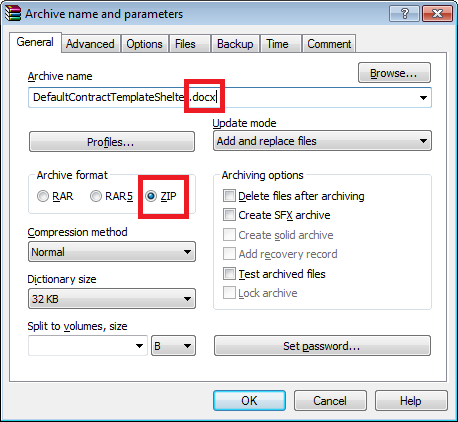 Archive name and parameters
General Advanced Options Files Backup Time Comment
Archive name
Browse...
DefaultContractTemplateShelter.docx
Update mode
Profiles... Add and replace files
Archive format Archiving options
RAR RAR5 ZIP Delete files after archiving
Create SFX archive
Compression method Create solid archive
Normal Add recovery record
Dictionary size Test archived files
32 KB Lock archive
Split to volumes, size
B Set password...
OK Cancel Help